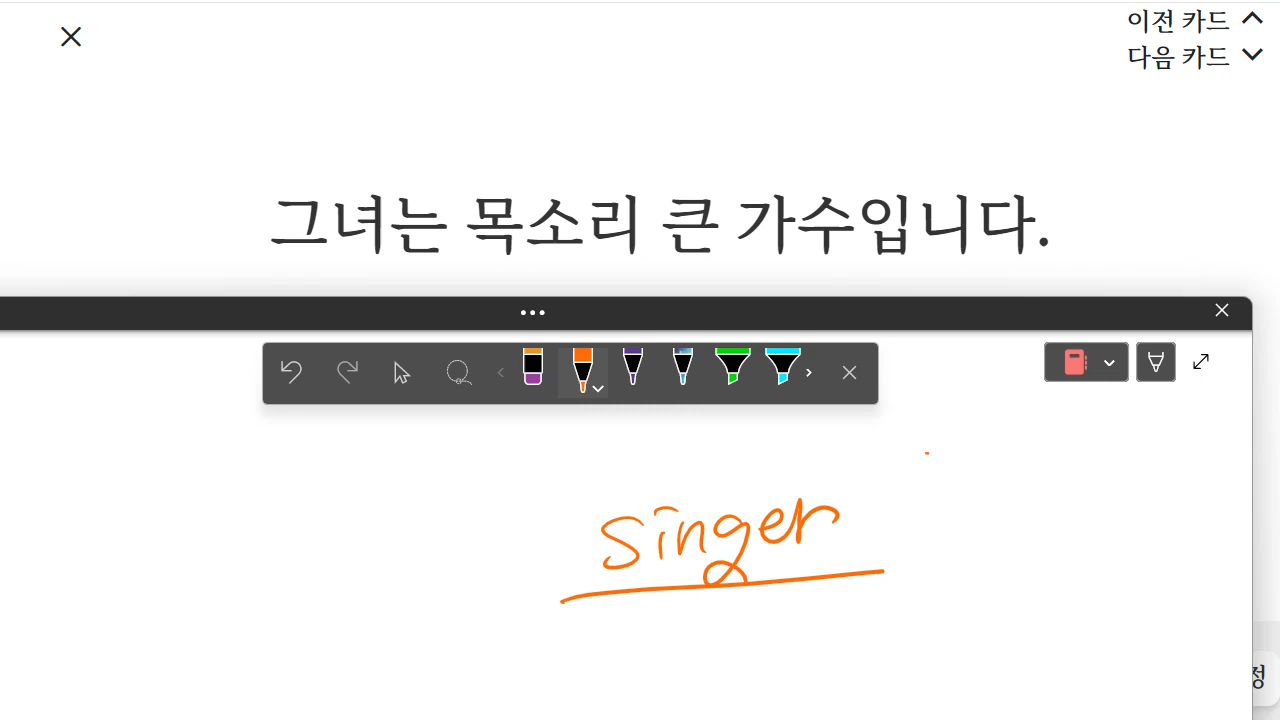 이전 카드
다음 카드
그녀는 목소리 큰 가수입니다.
singer
정